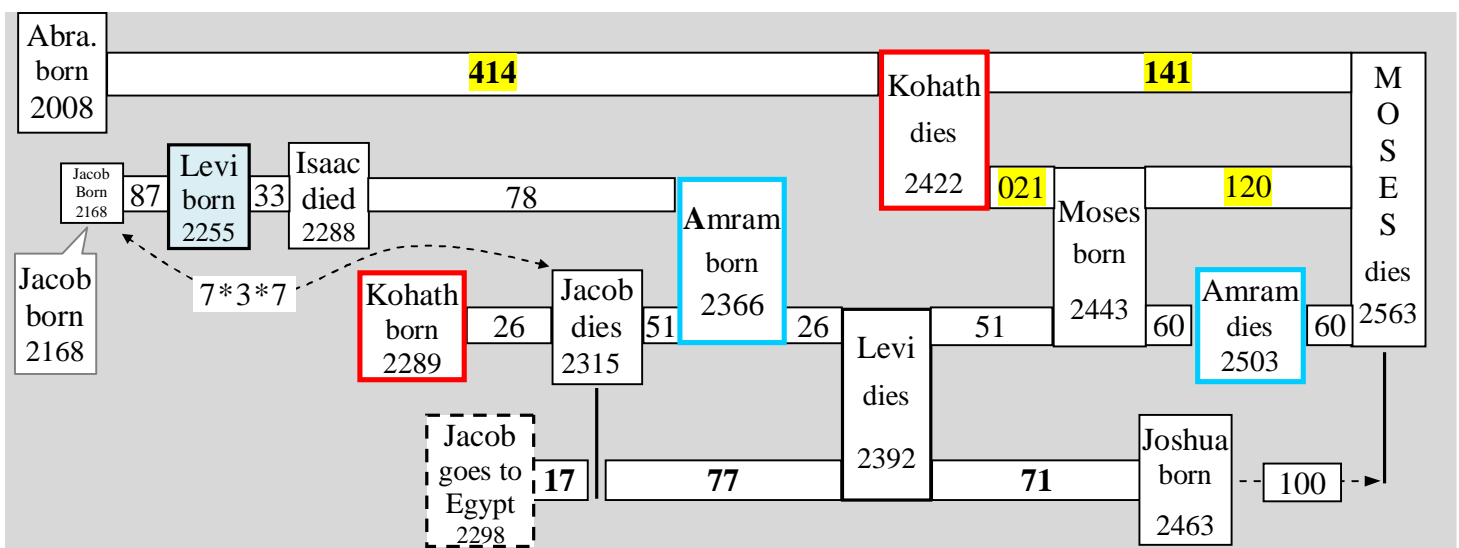 Abra.
born
2008
414
Kohath
dies
2422
141
M
O
S
E
S
dies
2563
Jacob
Born
2168
87
Levi
born
2255
33
Isaac
died
2288
78
Amram
born
2366
021
Moses
born
2443
120
Jacob
born
2168
7*3*7
Kohath
born
2289
26
Jacob
dies
2315
51
26
Levi
dies
2392
51
60
Amram
dies
2503
60
Jacob
goes to
Egypt
2298
17
77
71
Joshua
born
2463
100